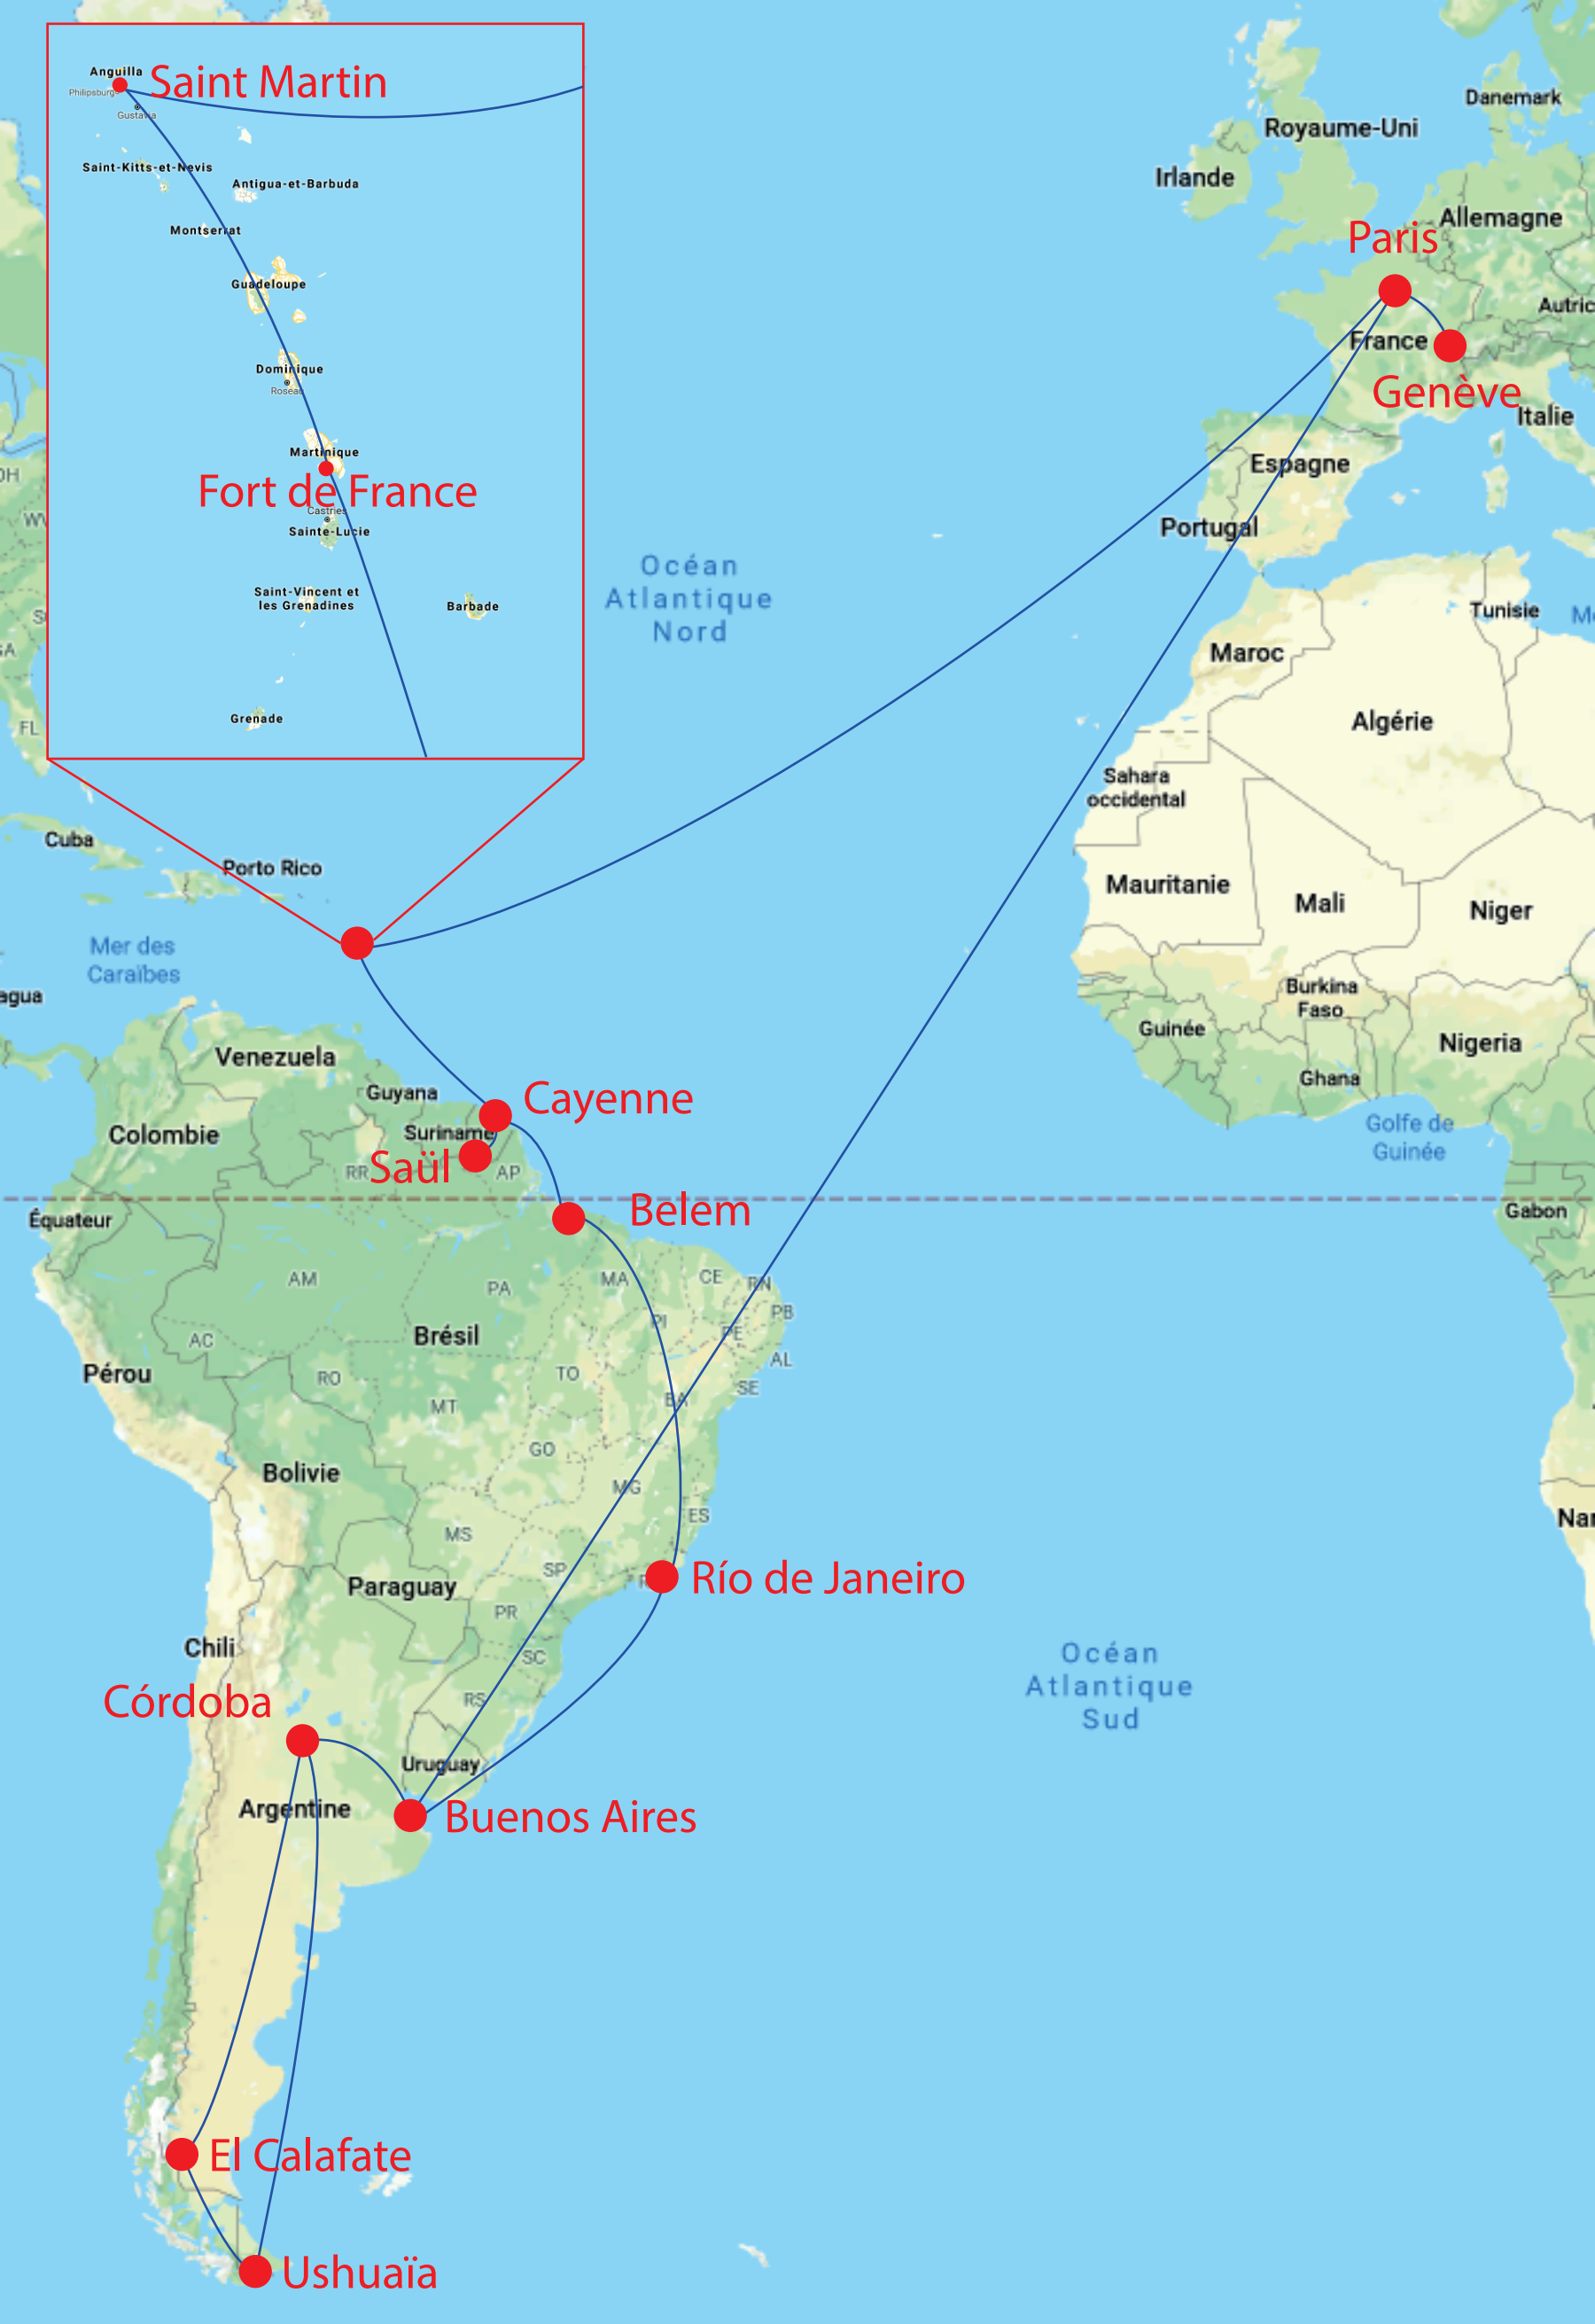 Anguilla
Saint Martin
Philipsburg
Gustavia
Saint-Kitts-et-Nevis
Antigua-et-Barbuda
Montserrat
Guadeloupe
Dominique
Roseau
Martinique
Fort de France
Castries
Sainte-Lucie
Saint-Vincent et
les Grenadines
Barbade
Grenade
Danemark
Royaume-Uni
Irlande
Allemagne
Paris
Autric
France
Genève
Italie
Espagne
Portugal
OH
WV
GA
FL
Océan
Atlantique
Nord
Tunisie
Maroc
Algérie
Sahara
occidental
Cuba
Porto Rico
Mauritanie
Mali
Niger
Mer des
Caraïbes
agua
Burkina
Faso
Guinée
Nigeria
Ghana
Venezuela
Guyana
Cayenne
Colombie
Suriname
Saül
RR
AP
Golfe de
Guinée
Belem
Équateur
Gabon
AM
PA
MA
CE
RN
PI
PB
PE
Brésil
AC
AL
Pérou
RO
TO
SE
MT
BA
GO
Bolivie
MG
ES
MS
SP
Río de Janeiro
Paraguay
PR
Chili
SC
RS
Océan
Atlantique
Sud
Córdoba
Uruguay
Argentine
Buenos Aires
El Calafate
Ushuaïa